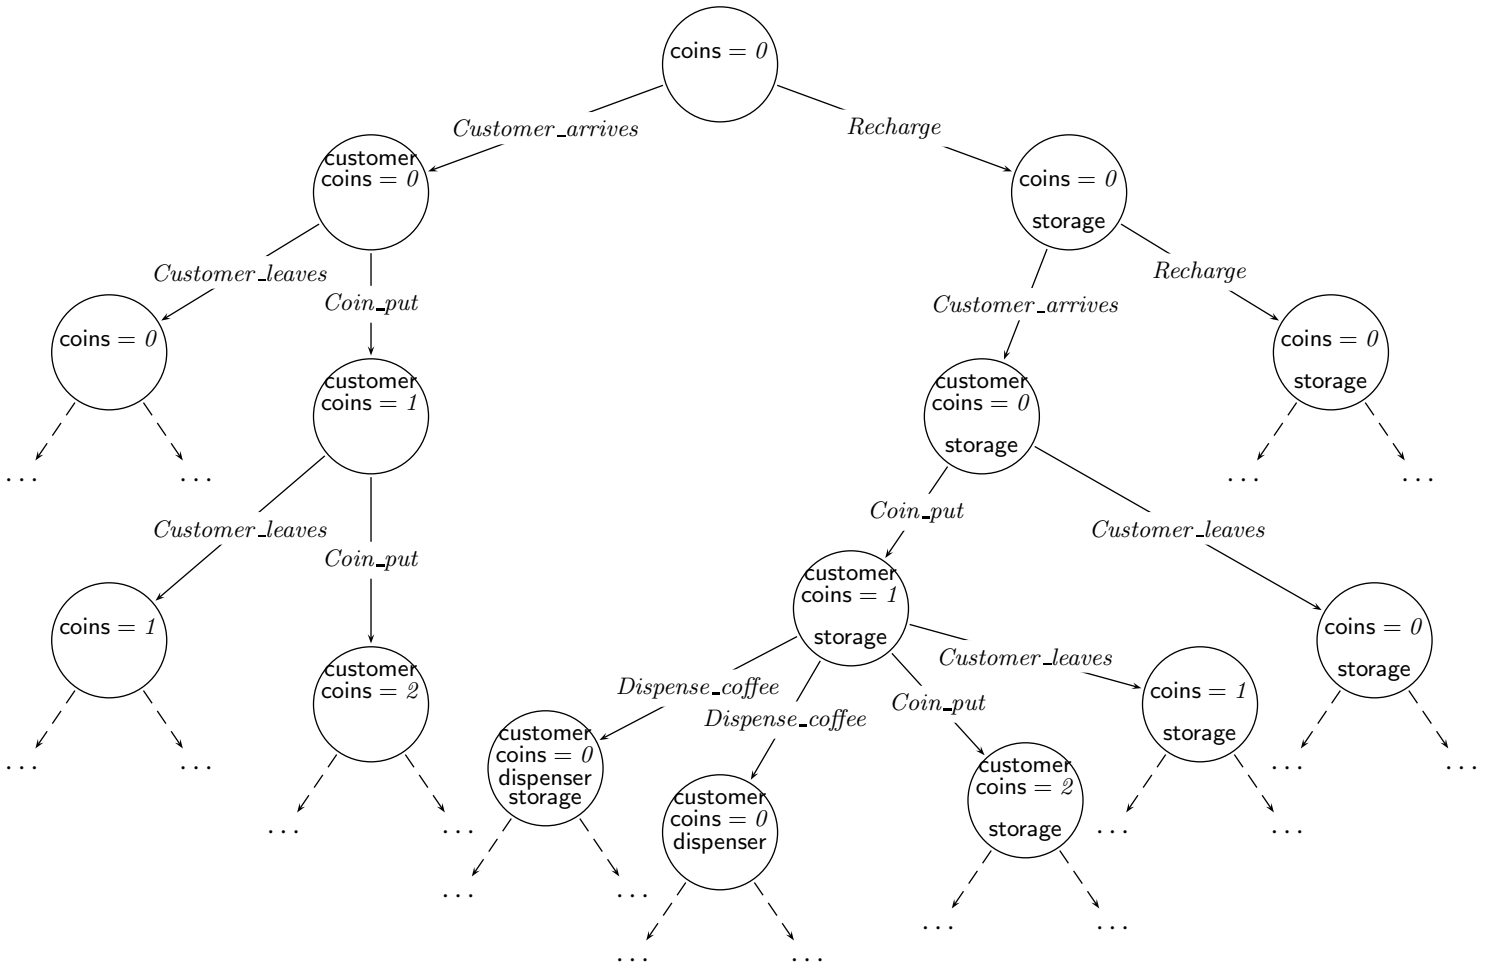 coins = 0
Customer_arrives
Recharge
customer
coins = 0
coins = 0
storage
Customer_leaves
Coin_put
Customer_arrives
Recharge
coins = 0
customer
coins = 1
customer
coins = 0
storage
coins = 0
storage
...
...
...
...
Customer_leaves
Coin_put
Coin_put
Customer_leaves
coins = 1
customer
coins = 2
customer
coins = 1
storage
coins = 0
storage
Dispense_coffee
Dispense_coffee
Coin_put
Customer_leaves
customer
coins = 0
dispenser
storage
customer
coins = 0
dispenser
customer
coins = 2
storage
coins = 1
storage
...
...
...
...
...
...
...
...
...
...
...
...
...
...